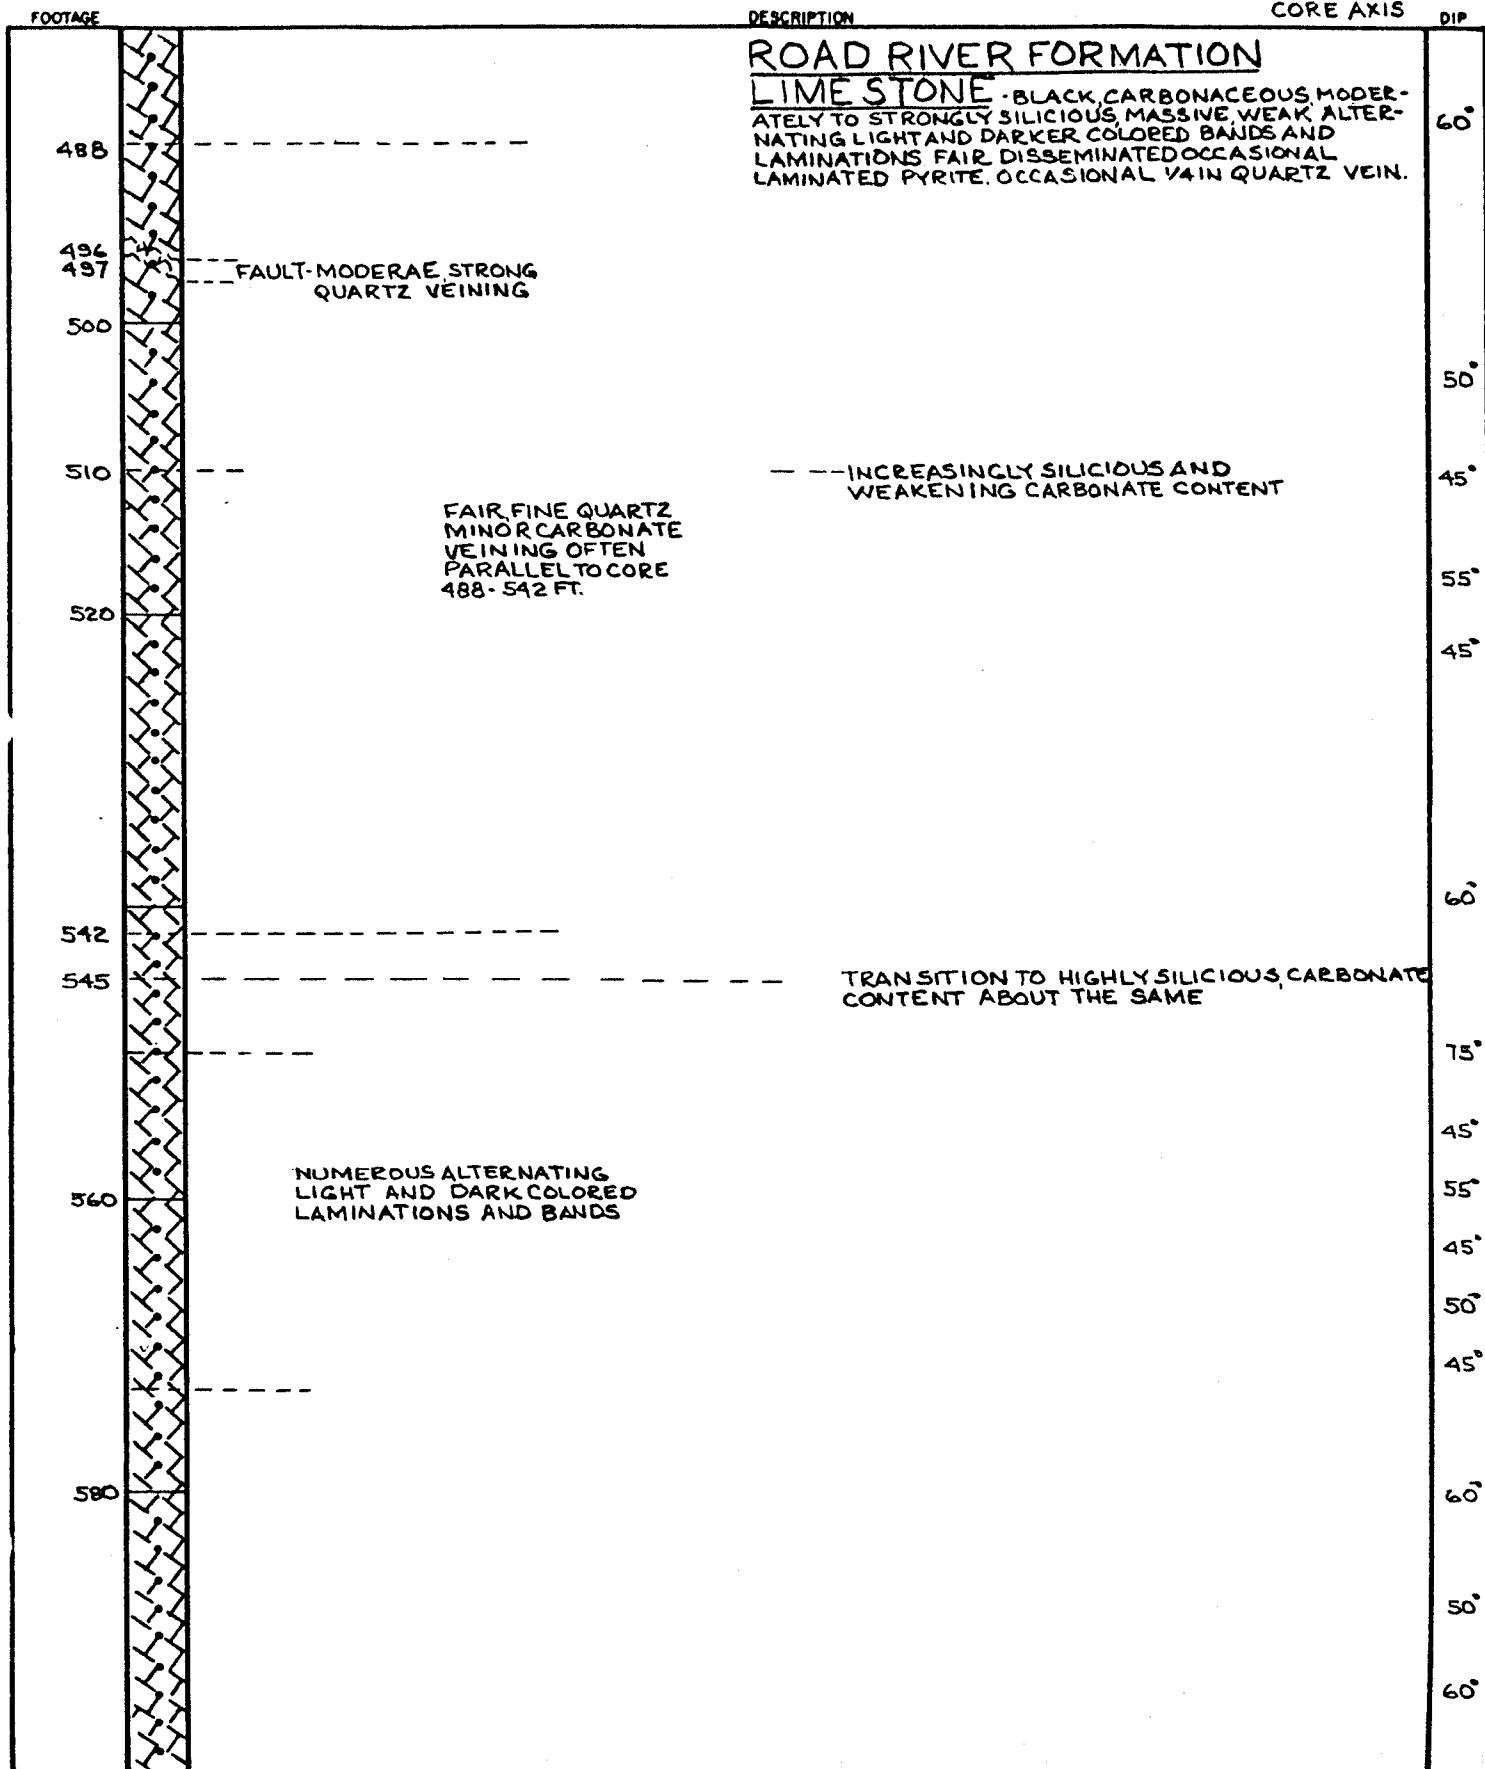 FOOTAGE DESCRIPTION CORE AXIS DIP
ROAD RIVER FORMATION
LIMESTONE - BLACK, CARBONACEOUS, MODER-
ATELY TO STRONGLY SILICIOUS, MASSIVE, WEAK ALTER-
60°
NATING LIGHT AND DARKER COLORED BANDS AND
488
LAMINATIONS. FAIR DISSEMINATED OCCASIONAL
LAMINATED PYRITE. OCCASIONAL 1/4 IN QUARTZ VEIN.
496
497
FAULT-MODERAE, STRONG
QUARTZ VEINING
500
50°
510
INCREASINGLY SILICIOUS AND
45°
WEAKENING CARBONATE CONTENT
FAIR, FINE QUARTZ
MINOR CARBONATE
VEINING OFTEN
PARALLEL TO CORE
55°
488-542 FT.
520
45°
60°
542
545
TRANSITION TO HIGHLY SILICIOUS, CARBONATE
CONTENT ABOUT THE SAME
75°
45°
NUMEROUS ALTERNATING
55°
560
LIGHT AND DARK COLORED
LAMINATIONS AND BANDS
45°
50°
45°
580
60°
50°
60°